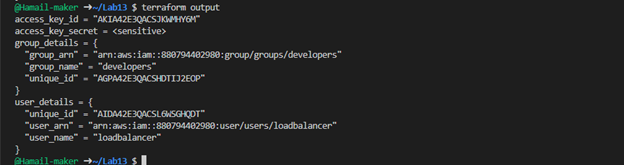 @Hamail-maker ➜~/Lab13 $ terraform output
access_key_id = "AKIA42E3QACSJKWMHY6M"
access_key_secret = <sensitive>
group_details = {
  "group_arn" = "arn:aws:iam::880794402980:group/groups/developers"
  "group_name" = "developers"
  "unique_id" = "AGPA42E3QACSHDTIJ2EOP"
}
user_details = {
  "unique_id" = "AIDA42E3QACSL6WSGHQDT"
  "user_arn" = "arn:aws:iam::880794402980:user/users/loadbalancer"
  "user_name" = "loadbalancer"
}
@Hamail-maker ➜~/Lab13 $